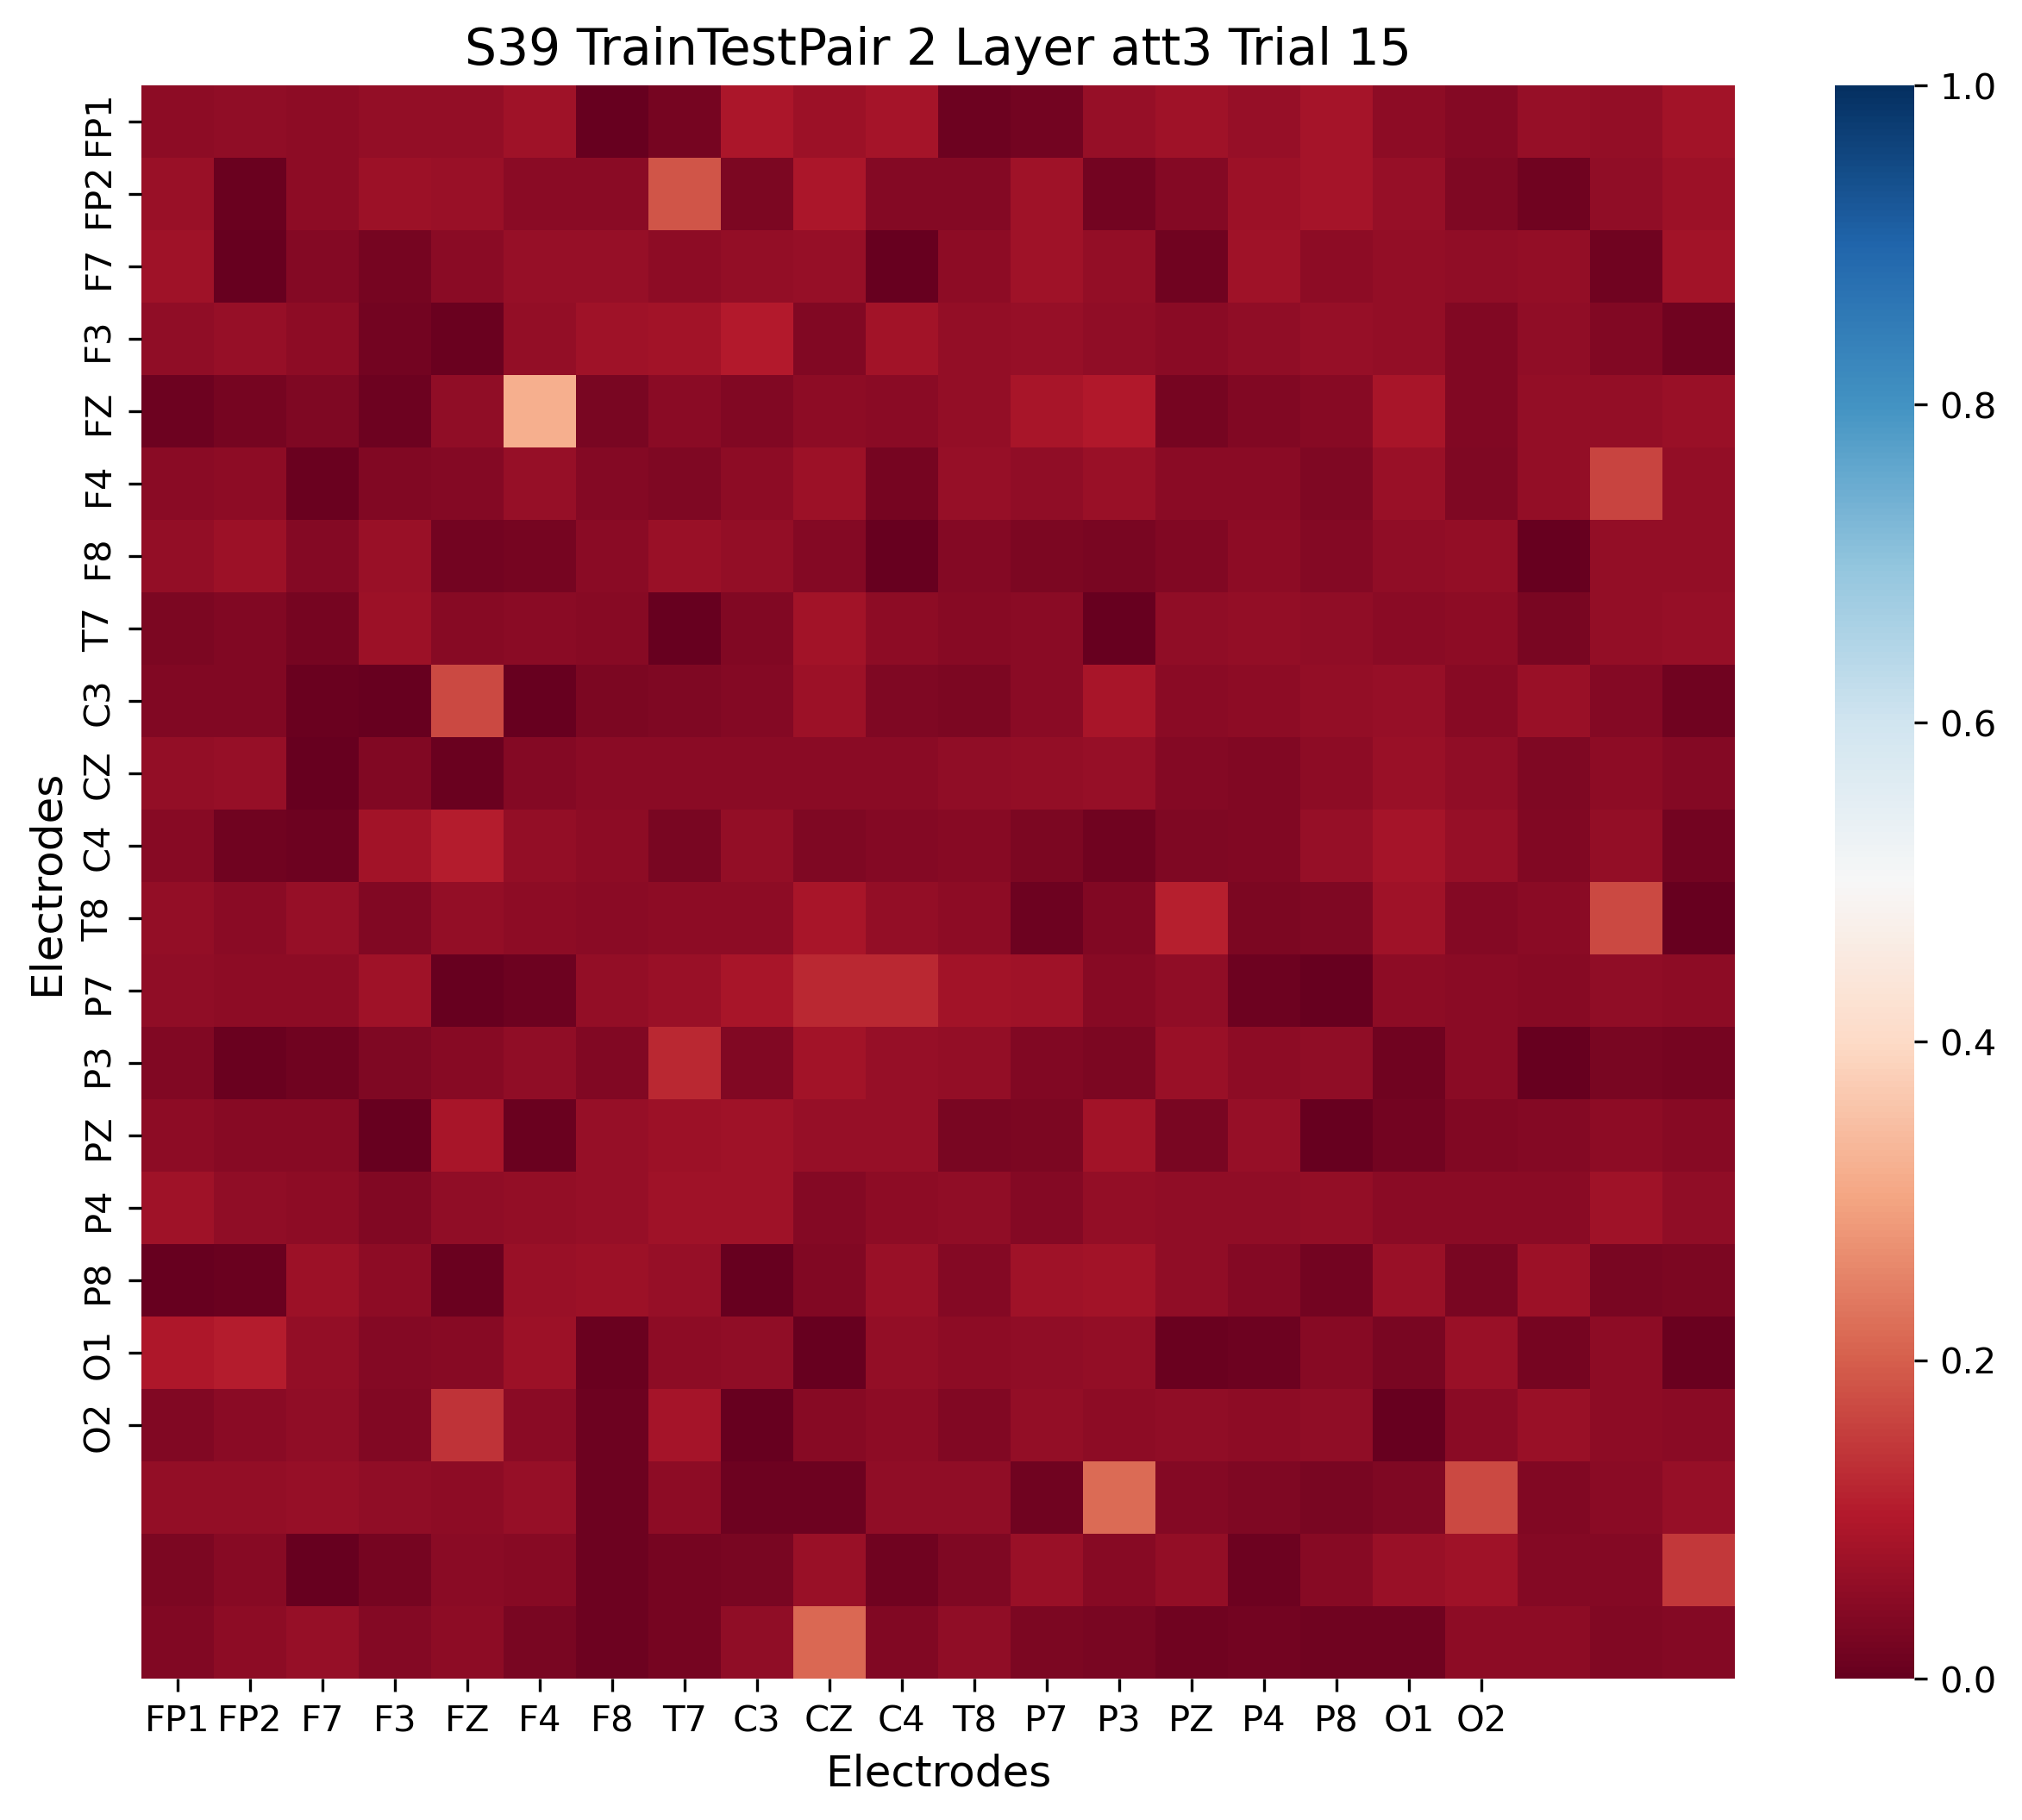 S39 TrainTestPair 2 Layer att3 Trial 15
Electrodes
FP1
FP2
F7
F3
FZ
F4
F8
T7
C3
CZ
C4
T8
P7
P3
PZ
P4
P8
O1
O2
FP1 FP2 F7 F3 FZ F4 F8 T7 C3 CZ C4 T8 P7 P3 PZ P4 P8 O1 O2
Electrodes
1.0
0.8
0.6
0.4
0.2
0.0